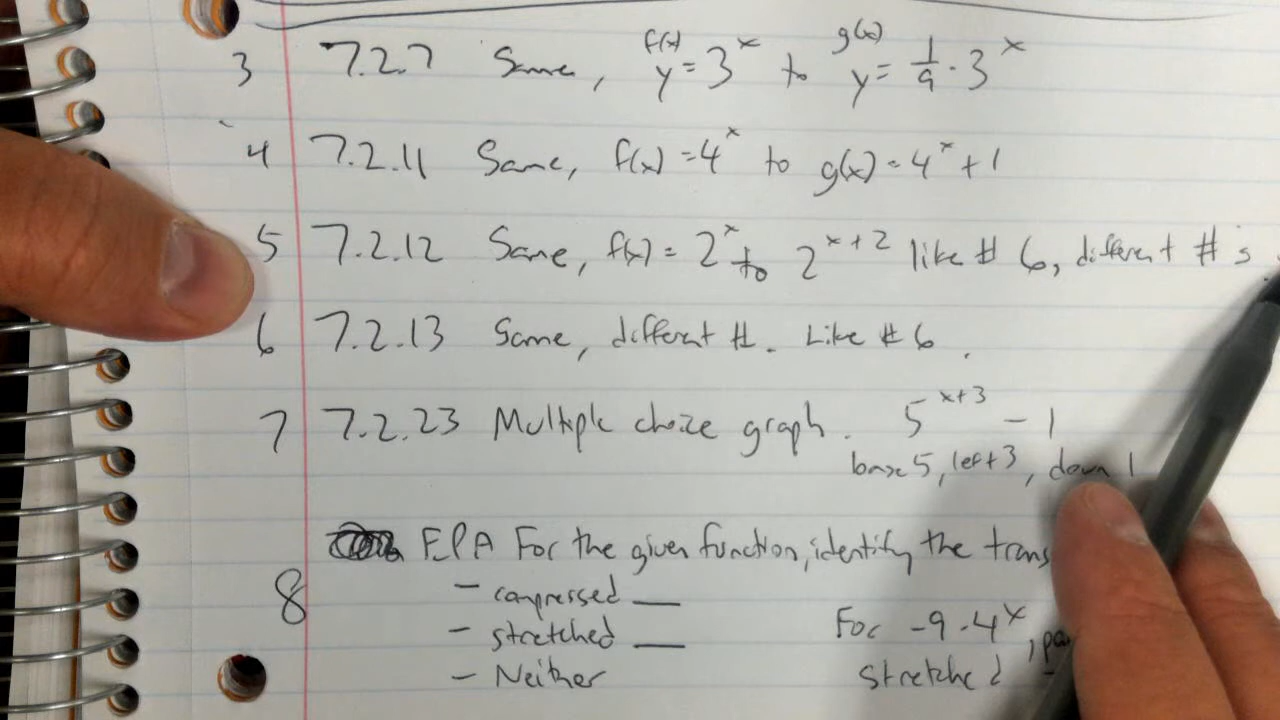 f(x) g(x)
3 7.2.7 Same, y = 3^x to y = 1/9 · 3^x
4 7.2.11 Same, f(x) = 4^x to g(x) = 4^x + 1
5 7.2.12 Same, f(x) = 2^x to 2^(x+2) like # 6, different #'s
6 7.2.13 Same, different #. Like # 6.
7 7.2.23 Multiple choice graph. 5^(x+3) - 1
base 5, left 3, down 1
8 EPA For the given function, identify the trans
- compressed __
- stretched __ For -9·4^x,
- Neither stretched